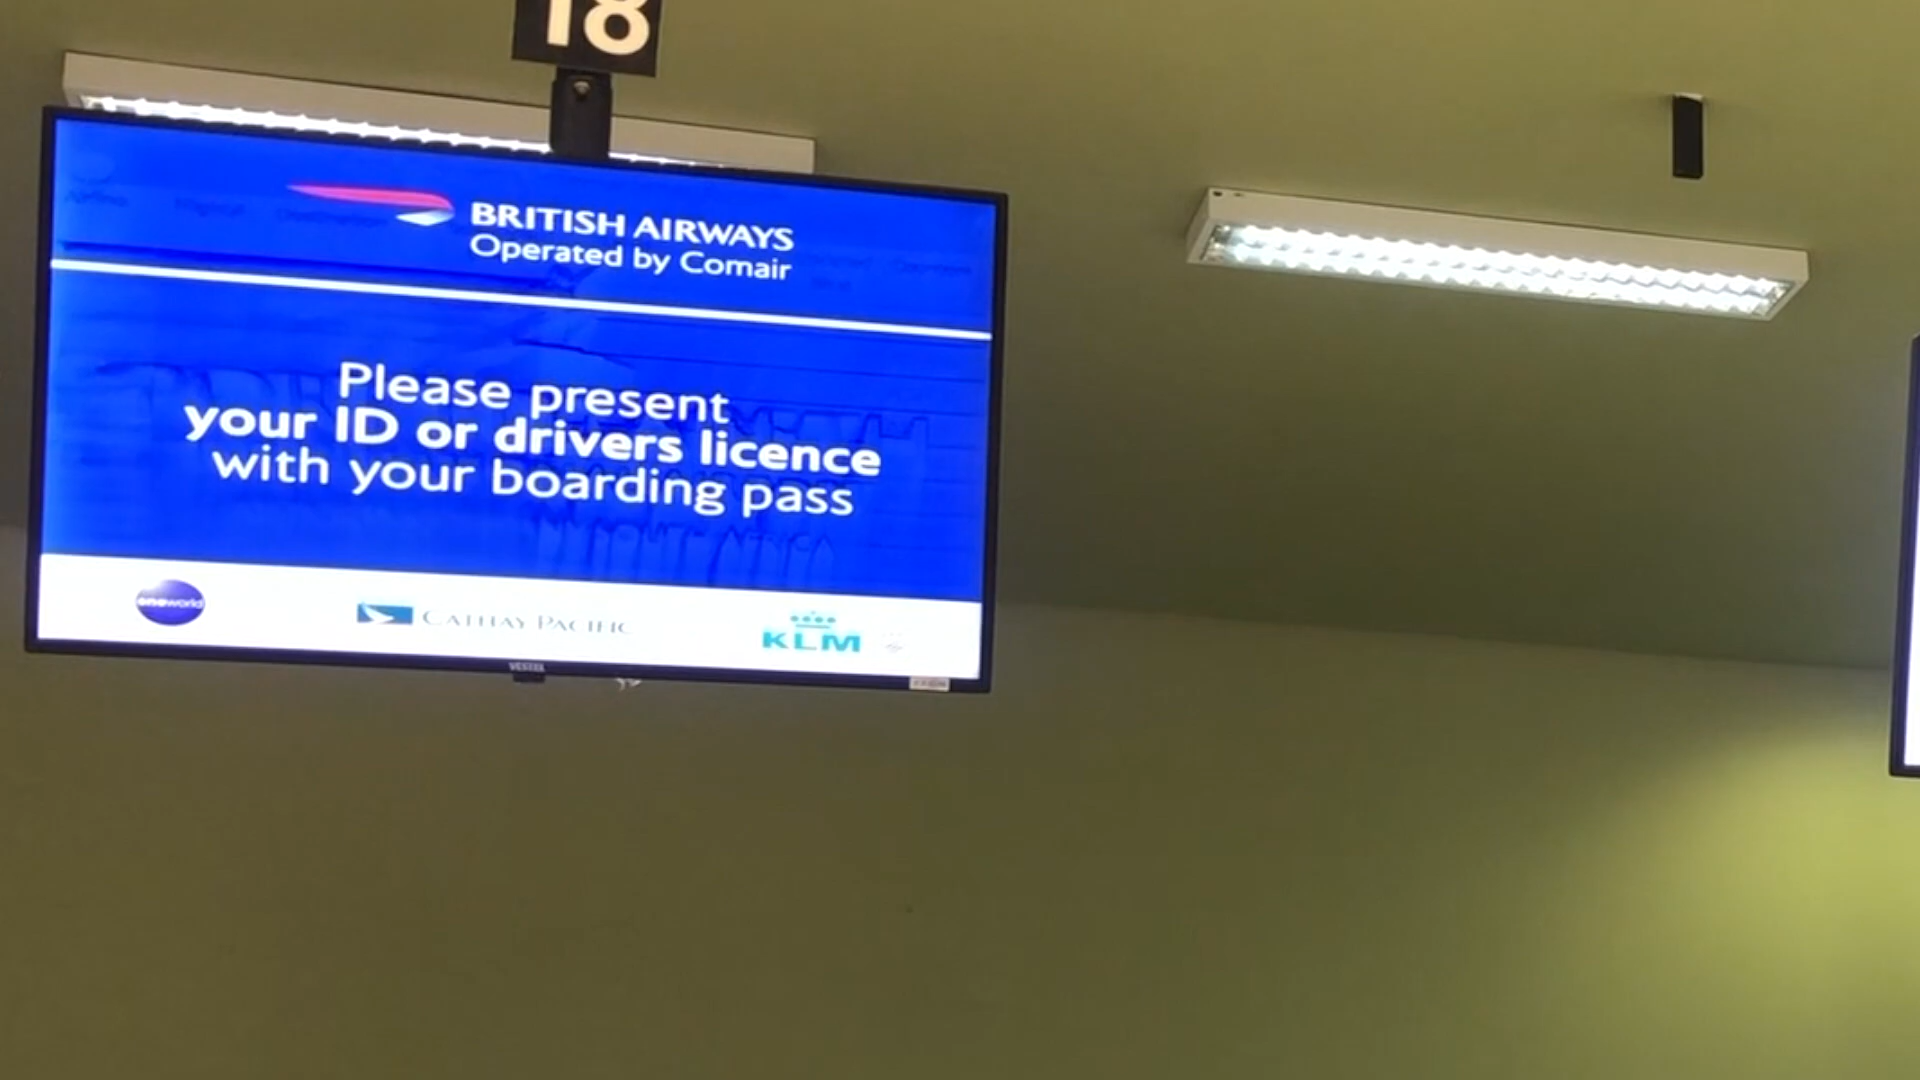 18
BRITISH AIRWAYS
Operated by Comair
Please present
your ID or drivers licence
with your boarding pass
oneworld
CATHAY PACIFIC
KLM
VESTEL